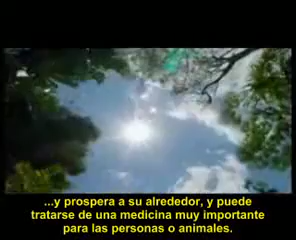 ...y prospera a su alrededor, y puede
tratarse de una medicina muy importante
para las personas o animales.